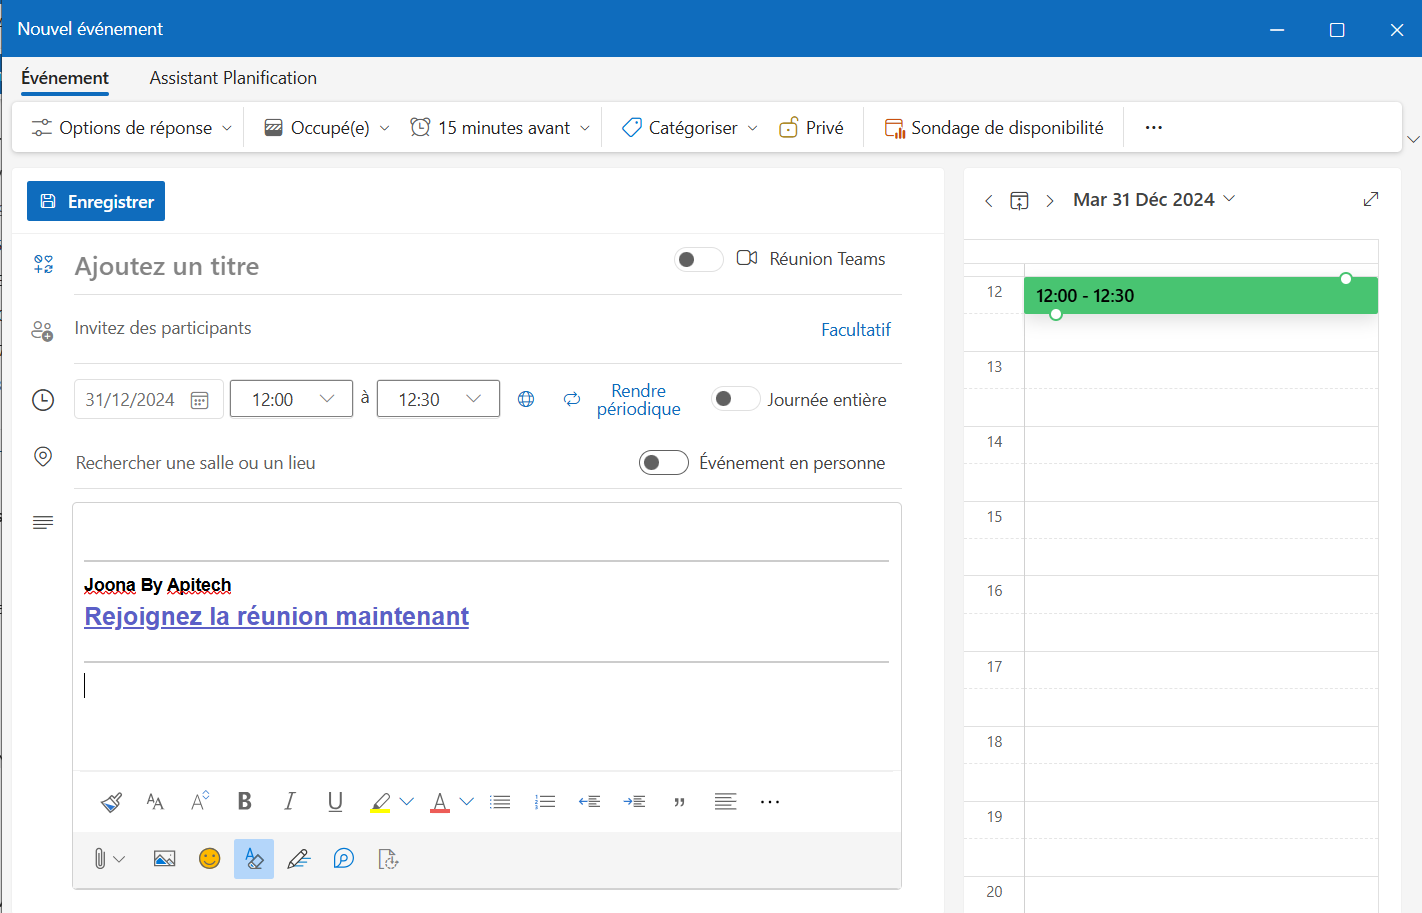 Nouvel événement
Événement Assistant Planification
Options de réponse Occupé(e) 15 minutes avant Catégoriser Privé Sondage de disponibilité ...
Enregistrer
Mar 31 Déc 2024
Ajoutez un titre Réunion Teams
Invitez des participants Facultatif
31/12/2024 12:00 à 12:30 Rendre périodique Journée entière
Rechercher une salle ou un lieu Événement en personne
Joona By Apitech
Rejoignez la réunion maintenant
12 12:00 - 12:30
13
14
15
16
17
18
19
20